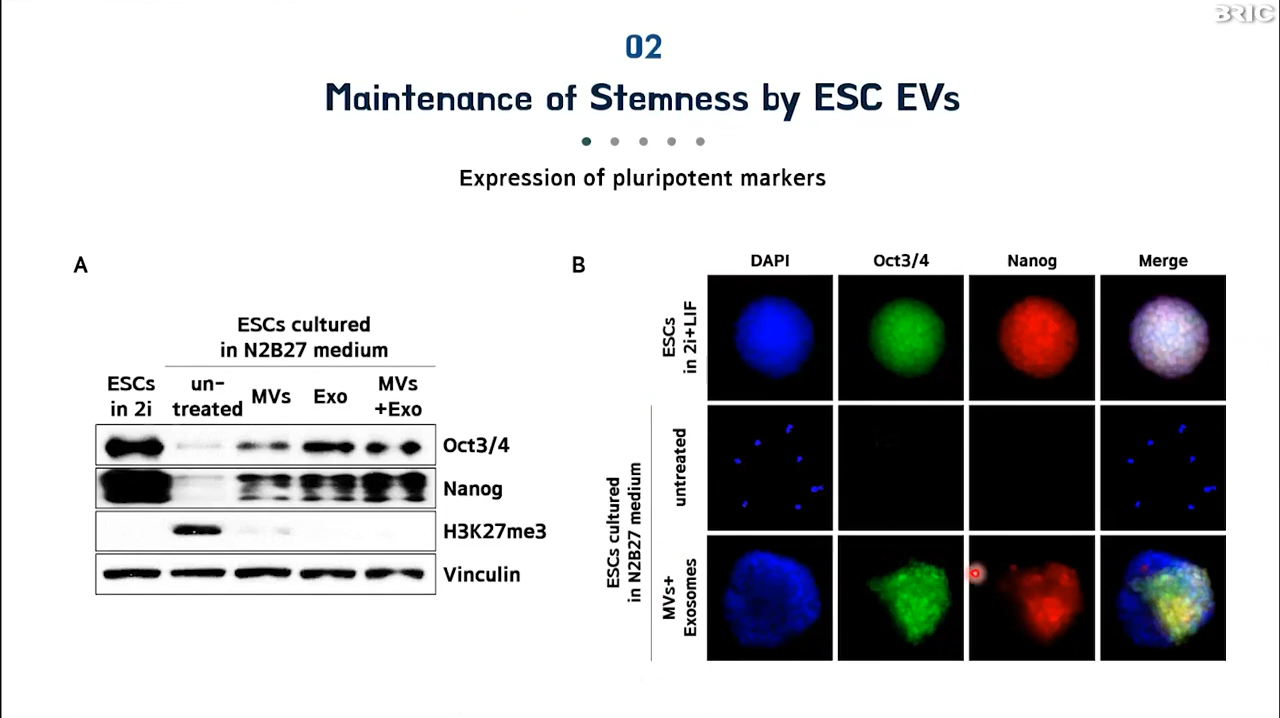 BRIC
02
Maintenance of Stemness by ESC EVs
Expression of pluripotent markers
A
ESCs cultured
in N2B27 medium
ESCs
in 2i
un-
treated
MVs
Exo
MVs
+Exo
Oct3/4
Nanog
H3K27me3
Vinculin
B
DAPI
Oct3/4
Nanog
Merge
ESCs
in 2i+LIF
ESCs cultured
in N2B27 medium
untreated
MVs+
Exosomes